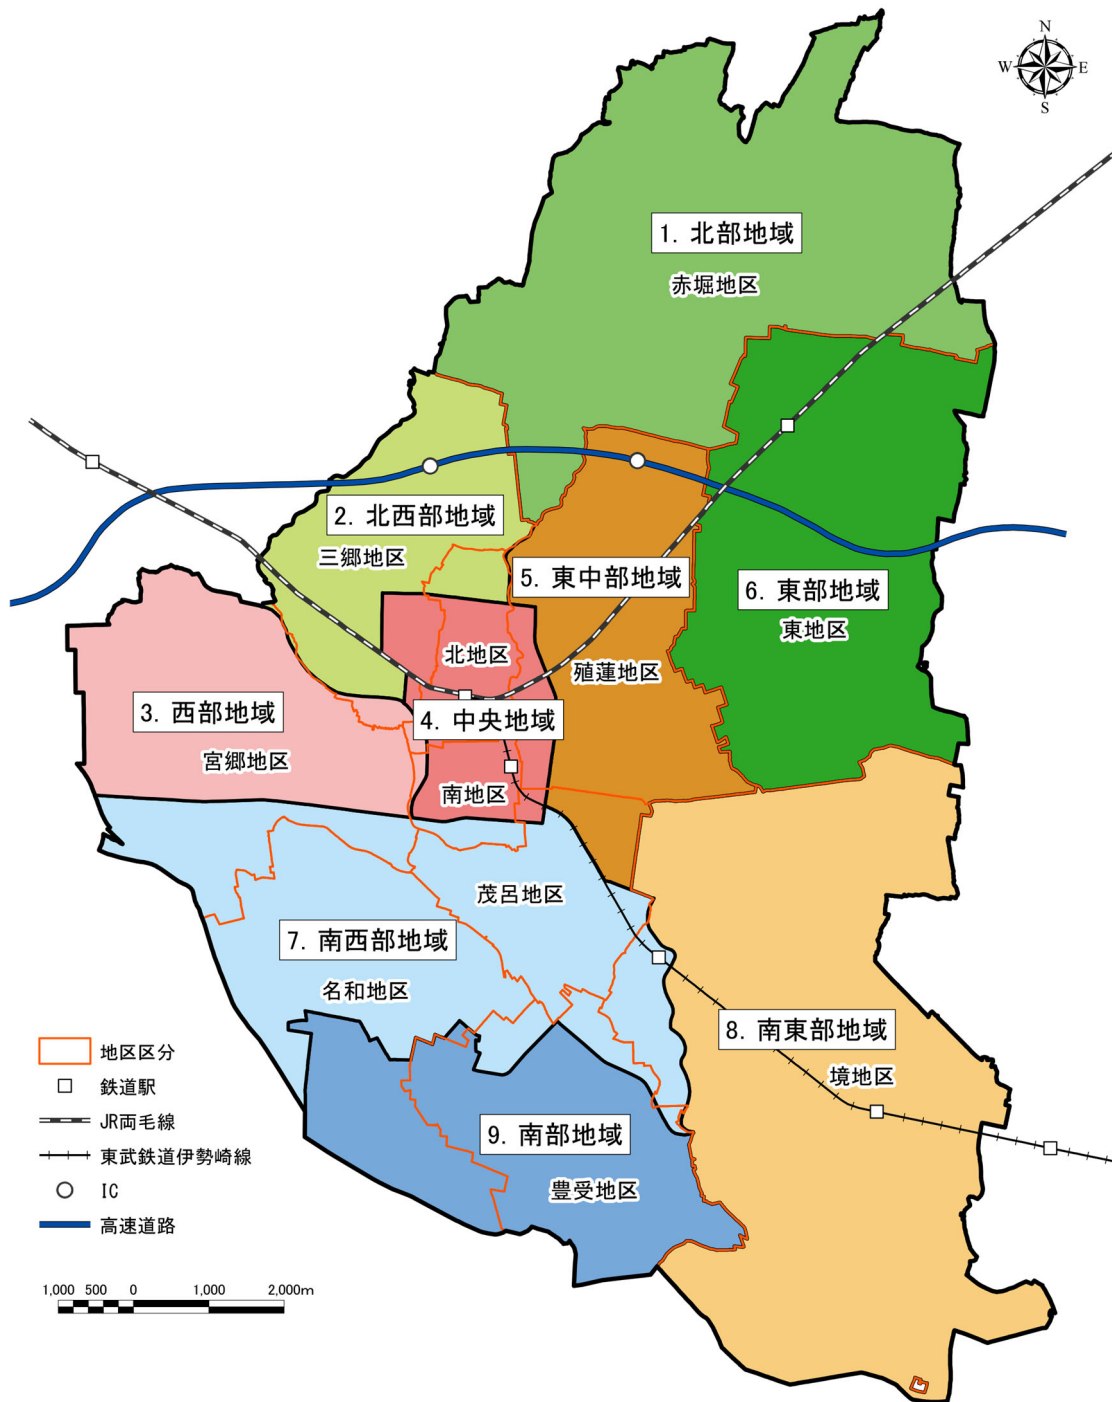 N
W E
S
1. 北部地域
赤堀地区
2. 北西部地域
三郷地区
5. 東中部地域
殖蓮地区
6. 東部地域
東地区
北地区
3. 西部地域
宮郷地区
4. 中央地域
南地区
茂呂地区
7. 南西部地域
名和地区
8. 南東部地域
境地区
9. 南部地域
豊受地区
地区区分
鉄道駅
JR両毛線
東武鉄道伊勢崎線
IC
高速道路
1,000 500 0 1,000 2,000m